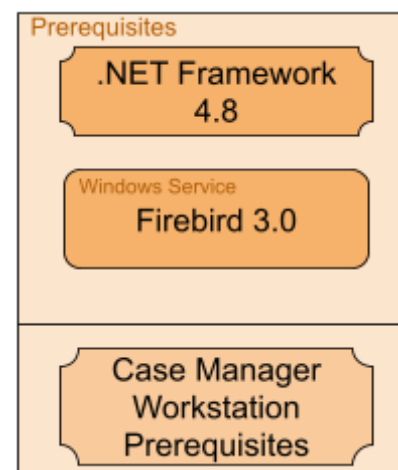 Prerequisites
.NET Framework
4.8
Windows Service
Firebird 3.0
Case Manager
Workstation
Prerequisites